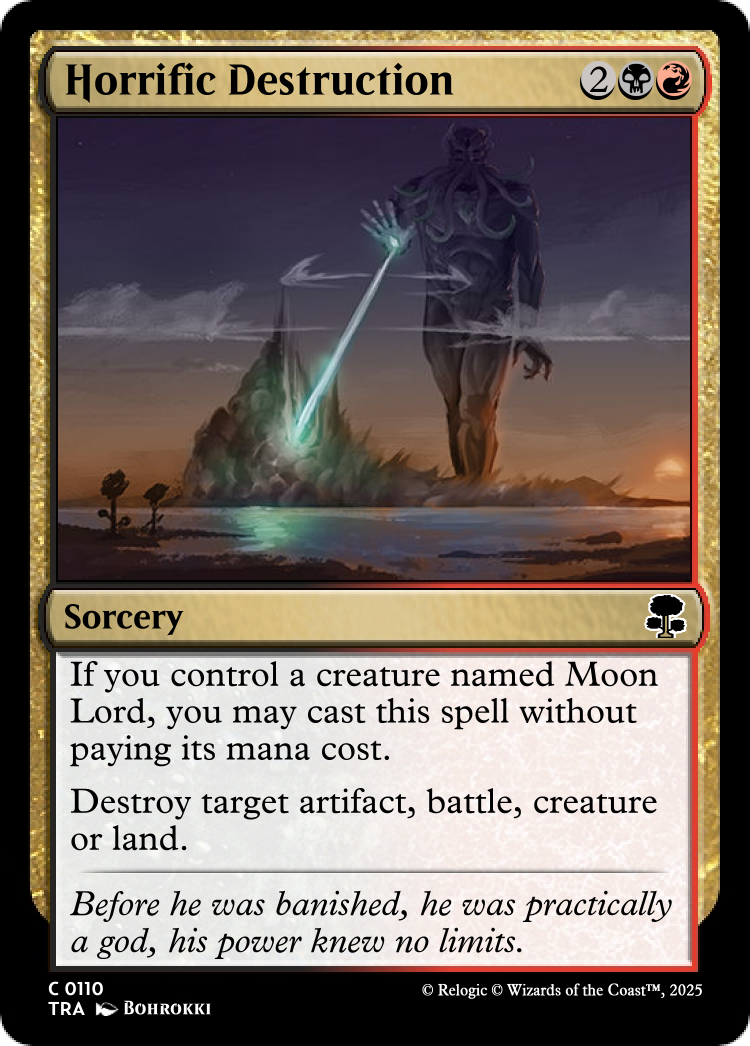 Horrific Destruction 2
Sorcery
If you control a creature named Moon
Lord, you may cast this spell without
paying its mana cost.
Destroy target artifact, battle, creature
or land.
Before he was banished, he was practically
a god, his power knew no limits.
C 0110 © Relogic © Wizards of the Coast™, 2025
TRA Bohrokki